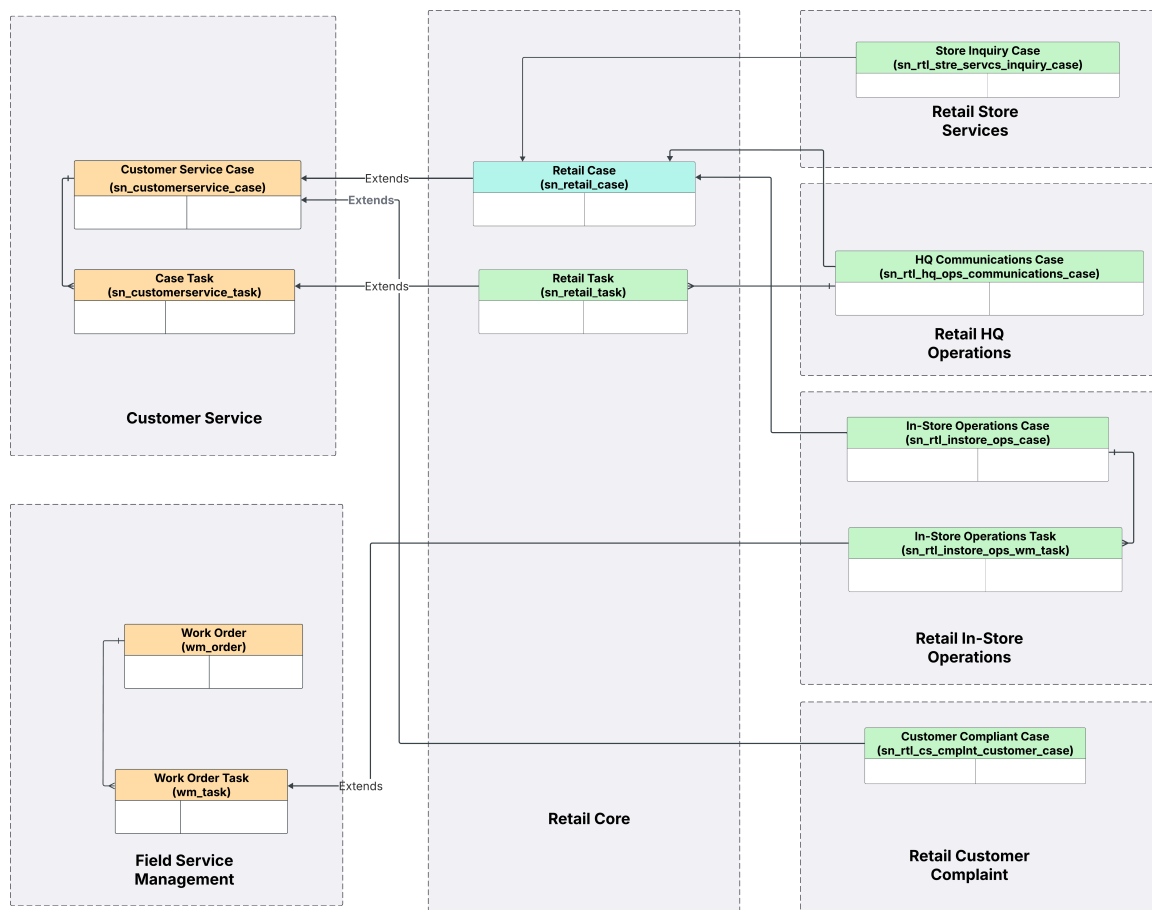 Customer Service Case
(sn_customerservice_case)
Case Task
(sn_customerservice_task)
Customer Service
Work Order
(wm_order)
Work Order Task
(wm_task)
Field Service
Management
Extends
Extends
Extends
Extends
Retail Case
(sn_retail_case)
Retail Task
(sn_retail_task)
Retail Core
Store Inquiry Case
(sn_rtl_stre_servcs_inquiry_case)
Retail Store
Services
HQ Communications Case
(sn_rtl_hq_ops_communications_case)
Retail HQ
Operations
In-Store Operations Case
(sn_rtl_instore_ops_case)
In-Store Operations Task
(sn_rtl_instore_ops_wm_task)
Retail In-Store
Operations
Customer Compliant Case
(sn_rtl_cs_cmplnt_customer_case)
Retail Customer
Complaint